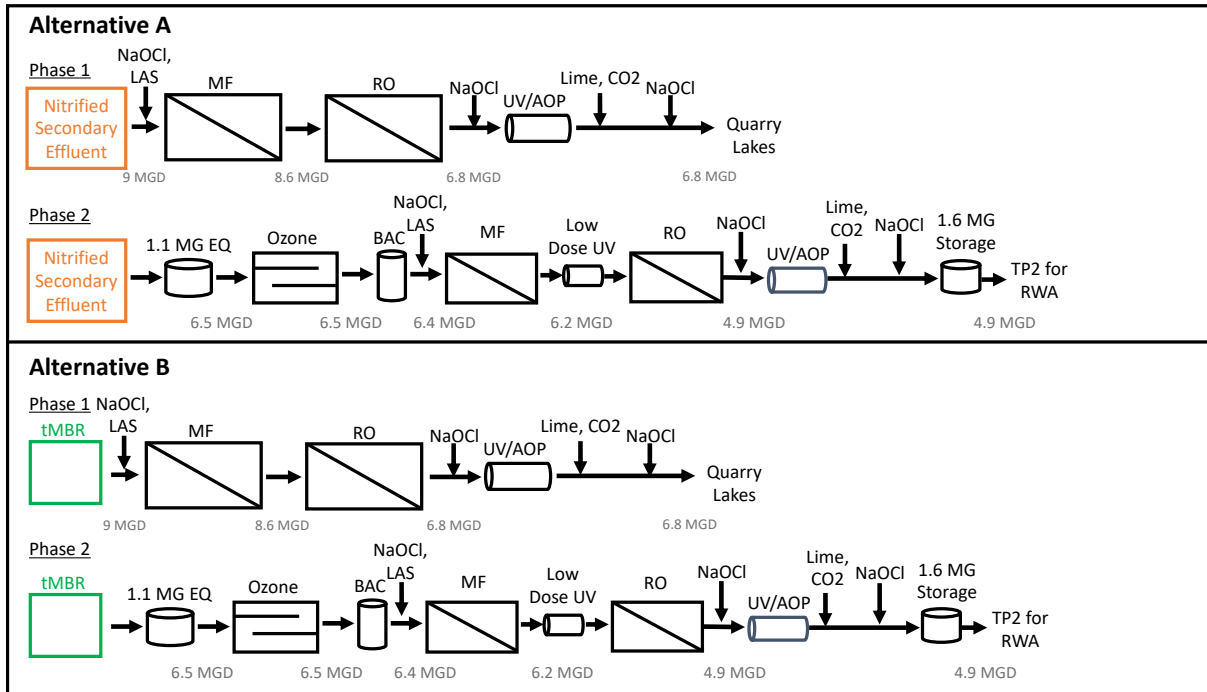 Alternative A
Phase 1
NaOCl,
LAS
Nitrified
Secondary
Effluent
MF
RO
NaOCl
UV/AOP
Lime, CO2
NaOCl
Quarry
Lakes
9 MGD
8.6 MGD
6.8 MGD
6.8 MGD
Phase 2
Nitrified
Secondary
Effluent
1.1 MG EQ
Ozone
BAC
NaOCl,
LAS
MF
Low
Dose UV
RO
NaOCl
UV/AOP
Lime,
CO2
NaOCl
1.6 MG
Storage
TP2 for
RWA
6.5 MGD
6.5 MGD
6.4 MGD
6.2 MGD
4.9 MGD
4.9 MGD
Alternative B
Phase 1
tMBR
NaOCl,
LAS
MF
RO
NaOCl
UV/AOP
Lime, CO2
NaOCl
Quarry
Lakes
9 MGD
8.6 MGD
6.8 MGD
6.8 MGD
Phase 2
tMBR
1.1 MG EQ
Ozone
BAC
NaOCl,
LAS
MF
Low
Dose UV
RO
NaOCl
UV/AOP
Lime,
CO2
NaOCl
1.6 MG
Storage
TP2 for
RWA
6.5 MGD
6.5 MGD
6.4 MGD
6.2 MGD
4.9 MGD
4.9 MGD